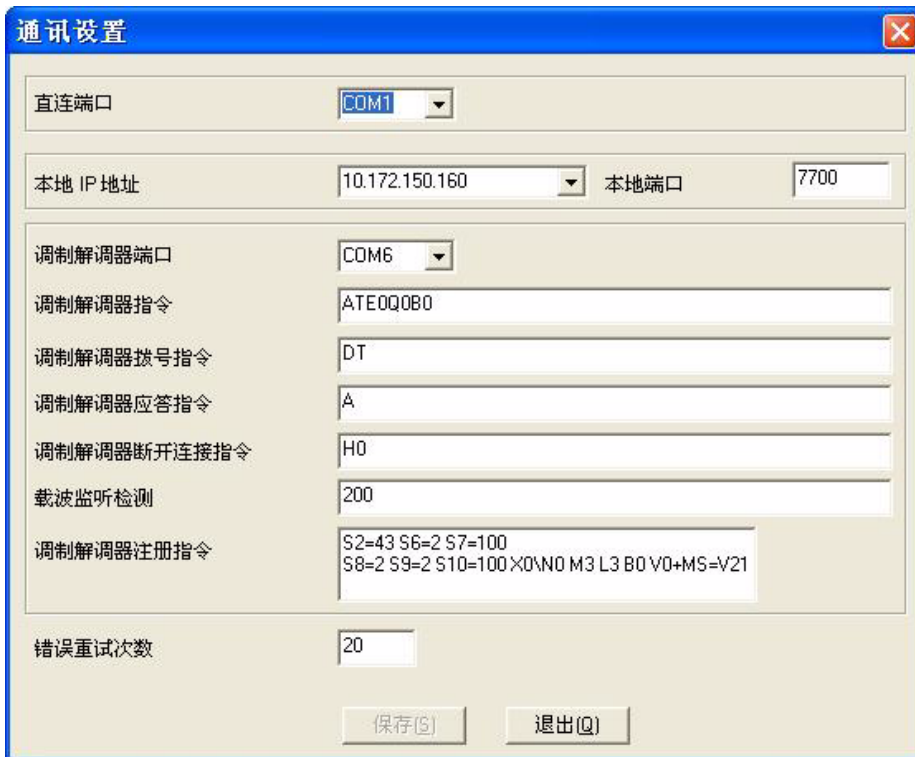 通讯设置
直连端口 COM1
本地 IP 地址 10.172.150.160 本地端口 7700
调制解调器端口 COM6
调制解调器指令 ATE0Q0B0
调制解调器拨号指令 DT
调制解调器应答指令 A
调制解调器断开连接指令 H0
载波监听检测 200
调制解调器注册指令 S2=43 S6=2 S7=100
S8=2 S9=2 S10=100 X0\N0 M3 L3 B0 V0+MS=V21
错误重试次数 20
保存(S) 退出(Q)